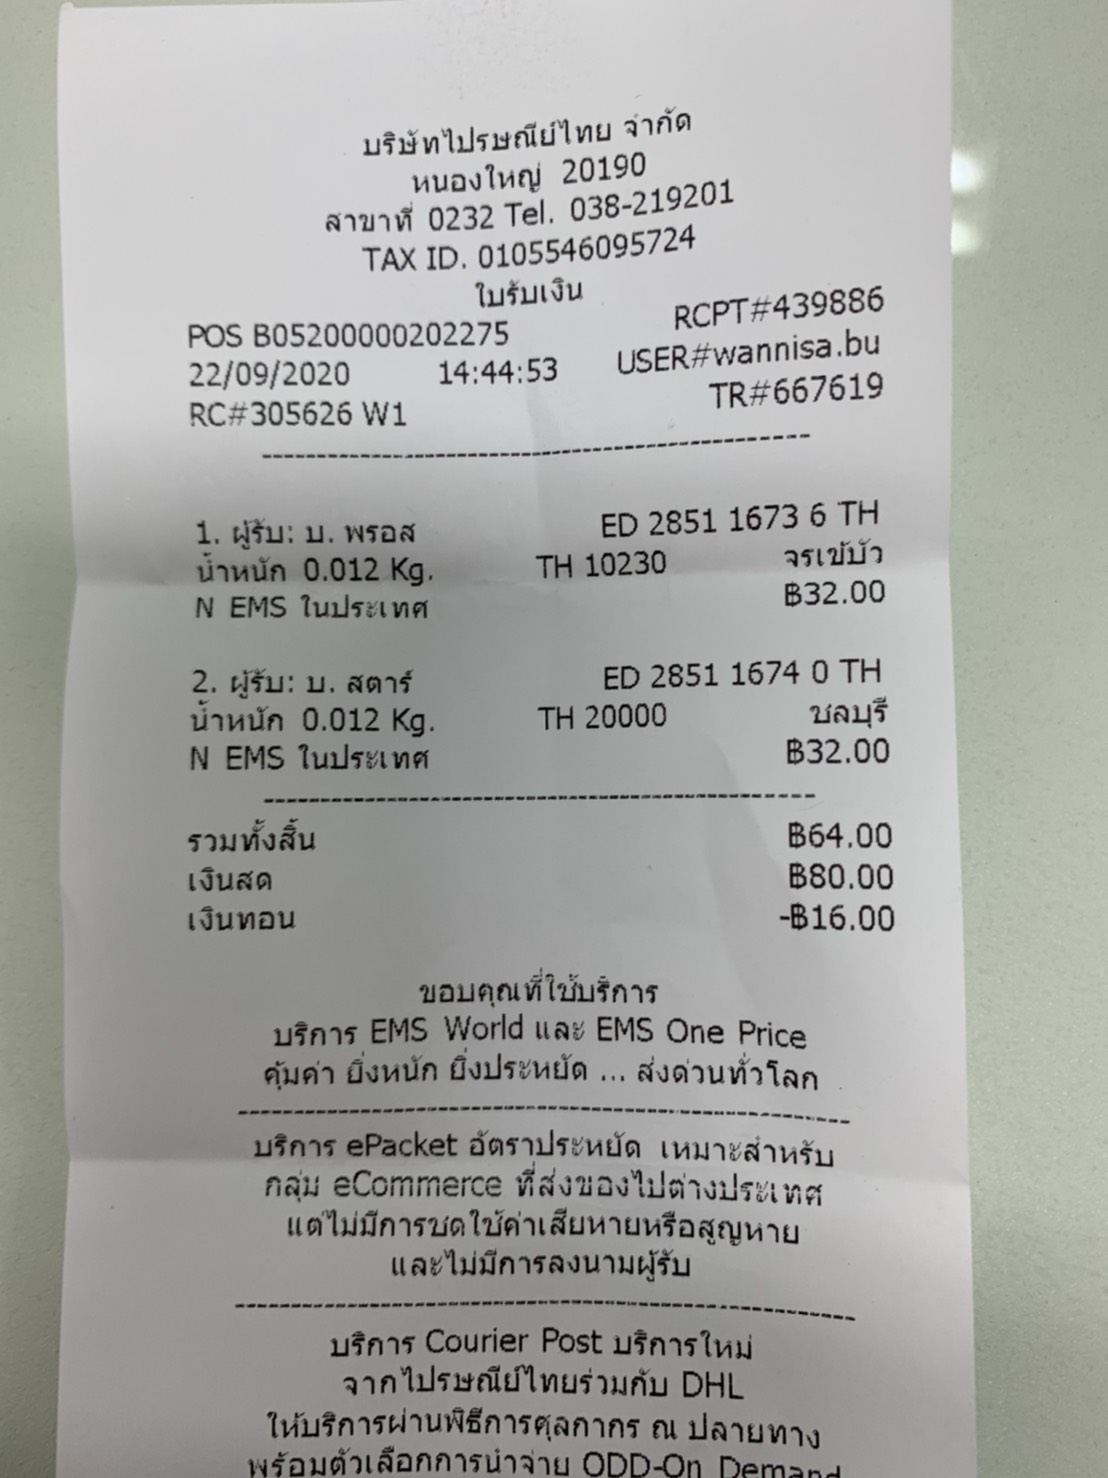 บริษัทไปรษณีย์ไทย จำกัด
หนองใหญ่ 20190
สาขาที่ 0232 Tel. 038-219201
TAX ID. 0105546095724
ใบรับเงิน
POS B05200000202275 RCPT#439886
22/09/2020 14:44:53 USER#wannisa.bu
RC#305626 W1 TR#667619
1. ผู้รับ: บ. พรอส ED 2851 1673 6 TH
น้ำหนัก 0.012 Kg. TH 10230 จรเข้บัว
N EMS ในประเทศ ฿32.00
2. ผู้รับ: บ. สตาร์ ED 2851 1674 0 TH
น้ำหนัก 0.012 Kg. TH 20000 ชลบุรี
N EMS ในประเทศ ฿32.00
รวมทั้งสิ้น ฿64.00
เงินสด ฿80.00
เงินทอน -฿16.00
ขอบคุณที่ใช้บริการ
บริการ EMS World และ EMS One Price
คุ้มค่า ยิ่งหนัก ยิ่งประหยัด ... ส่งด่วนทั่วโลก
บริการ ePacket อัตราประหยัด เหมาะสำหรับ
กลุ่ม eCommerce ที่ส่งของไปต่างประเทศ
แต่ไม่มีการชดใช้ค่าเสียหายหรือสูญหาย
และไม่มีการลงนามผู้รับ
บริการ Courier Post บริการใหม่
จากไปรษณีย์ไทยร่วมกับ DHL
ให้บริการผ่านพิธีการศุลกากร ณ ปลายทาง
พร้อมตัวเลือกการนำจ่าย ODD-On Demand